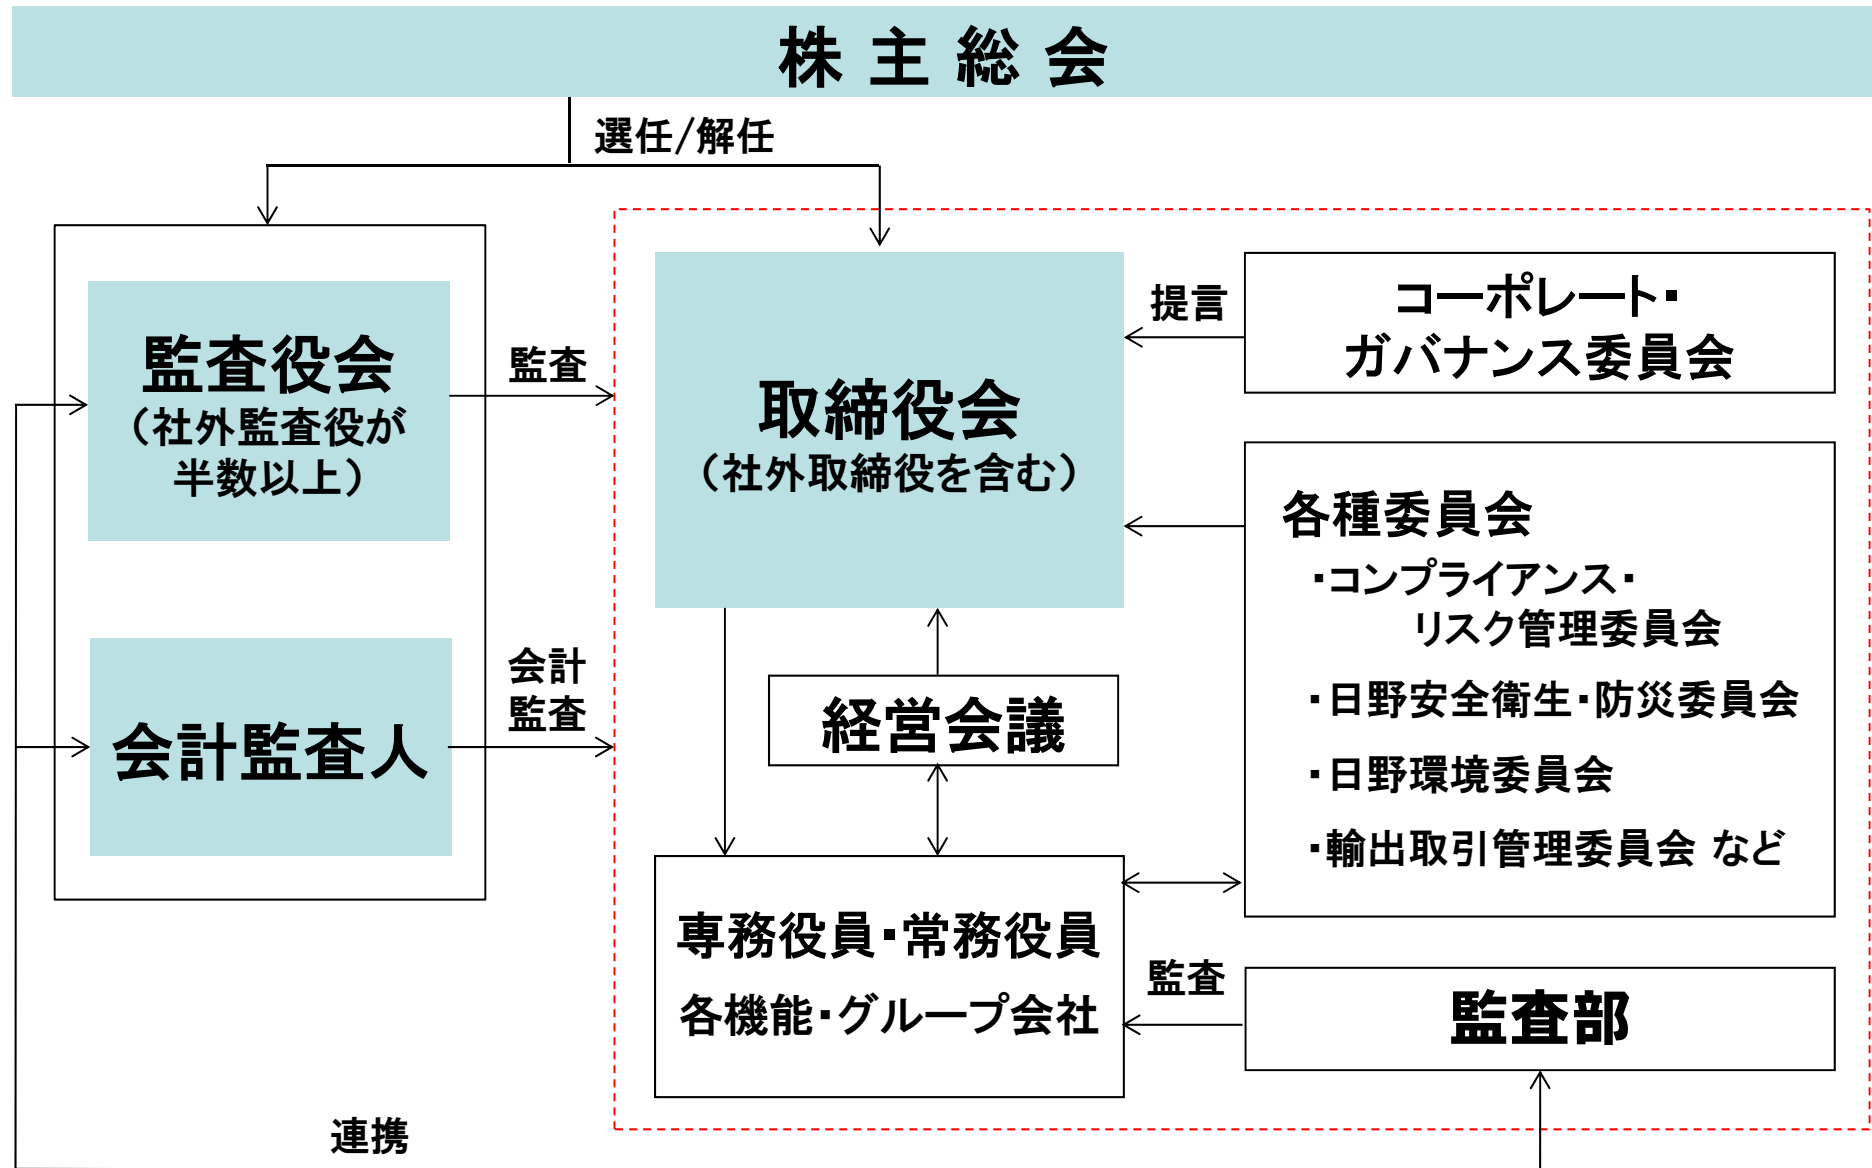 株主総会
選任/解任
監査役会
（社外監査役が
半数以上）
監査
会計監査人
会計
監査
取締役会
（社外取締役を含む）
提言
コーポレート・
ガバナンス委員会
各種委員会
・コンプライアンス・
リスク管理委員会
・日野安全衛生・防災委員会
・日野環境委員会
・輸出取引管理委員会 など
経営会議
専務役員・常務役員
各機能・グループ会社
監査
監査部
連携